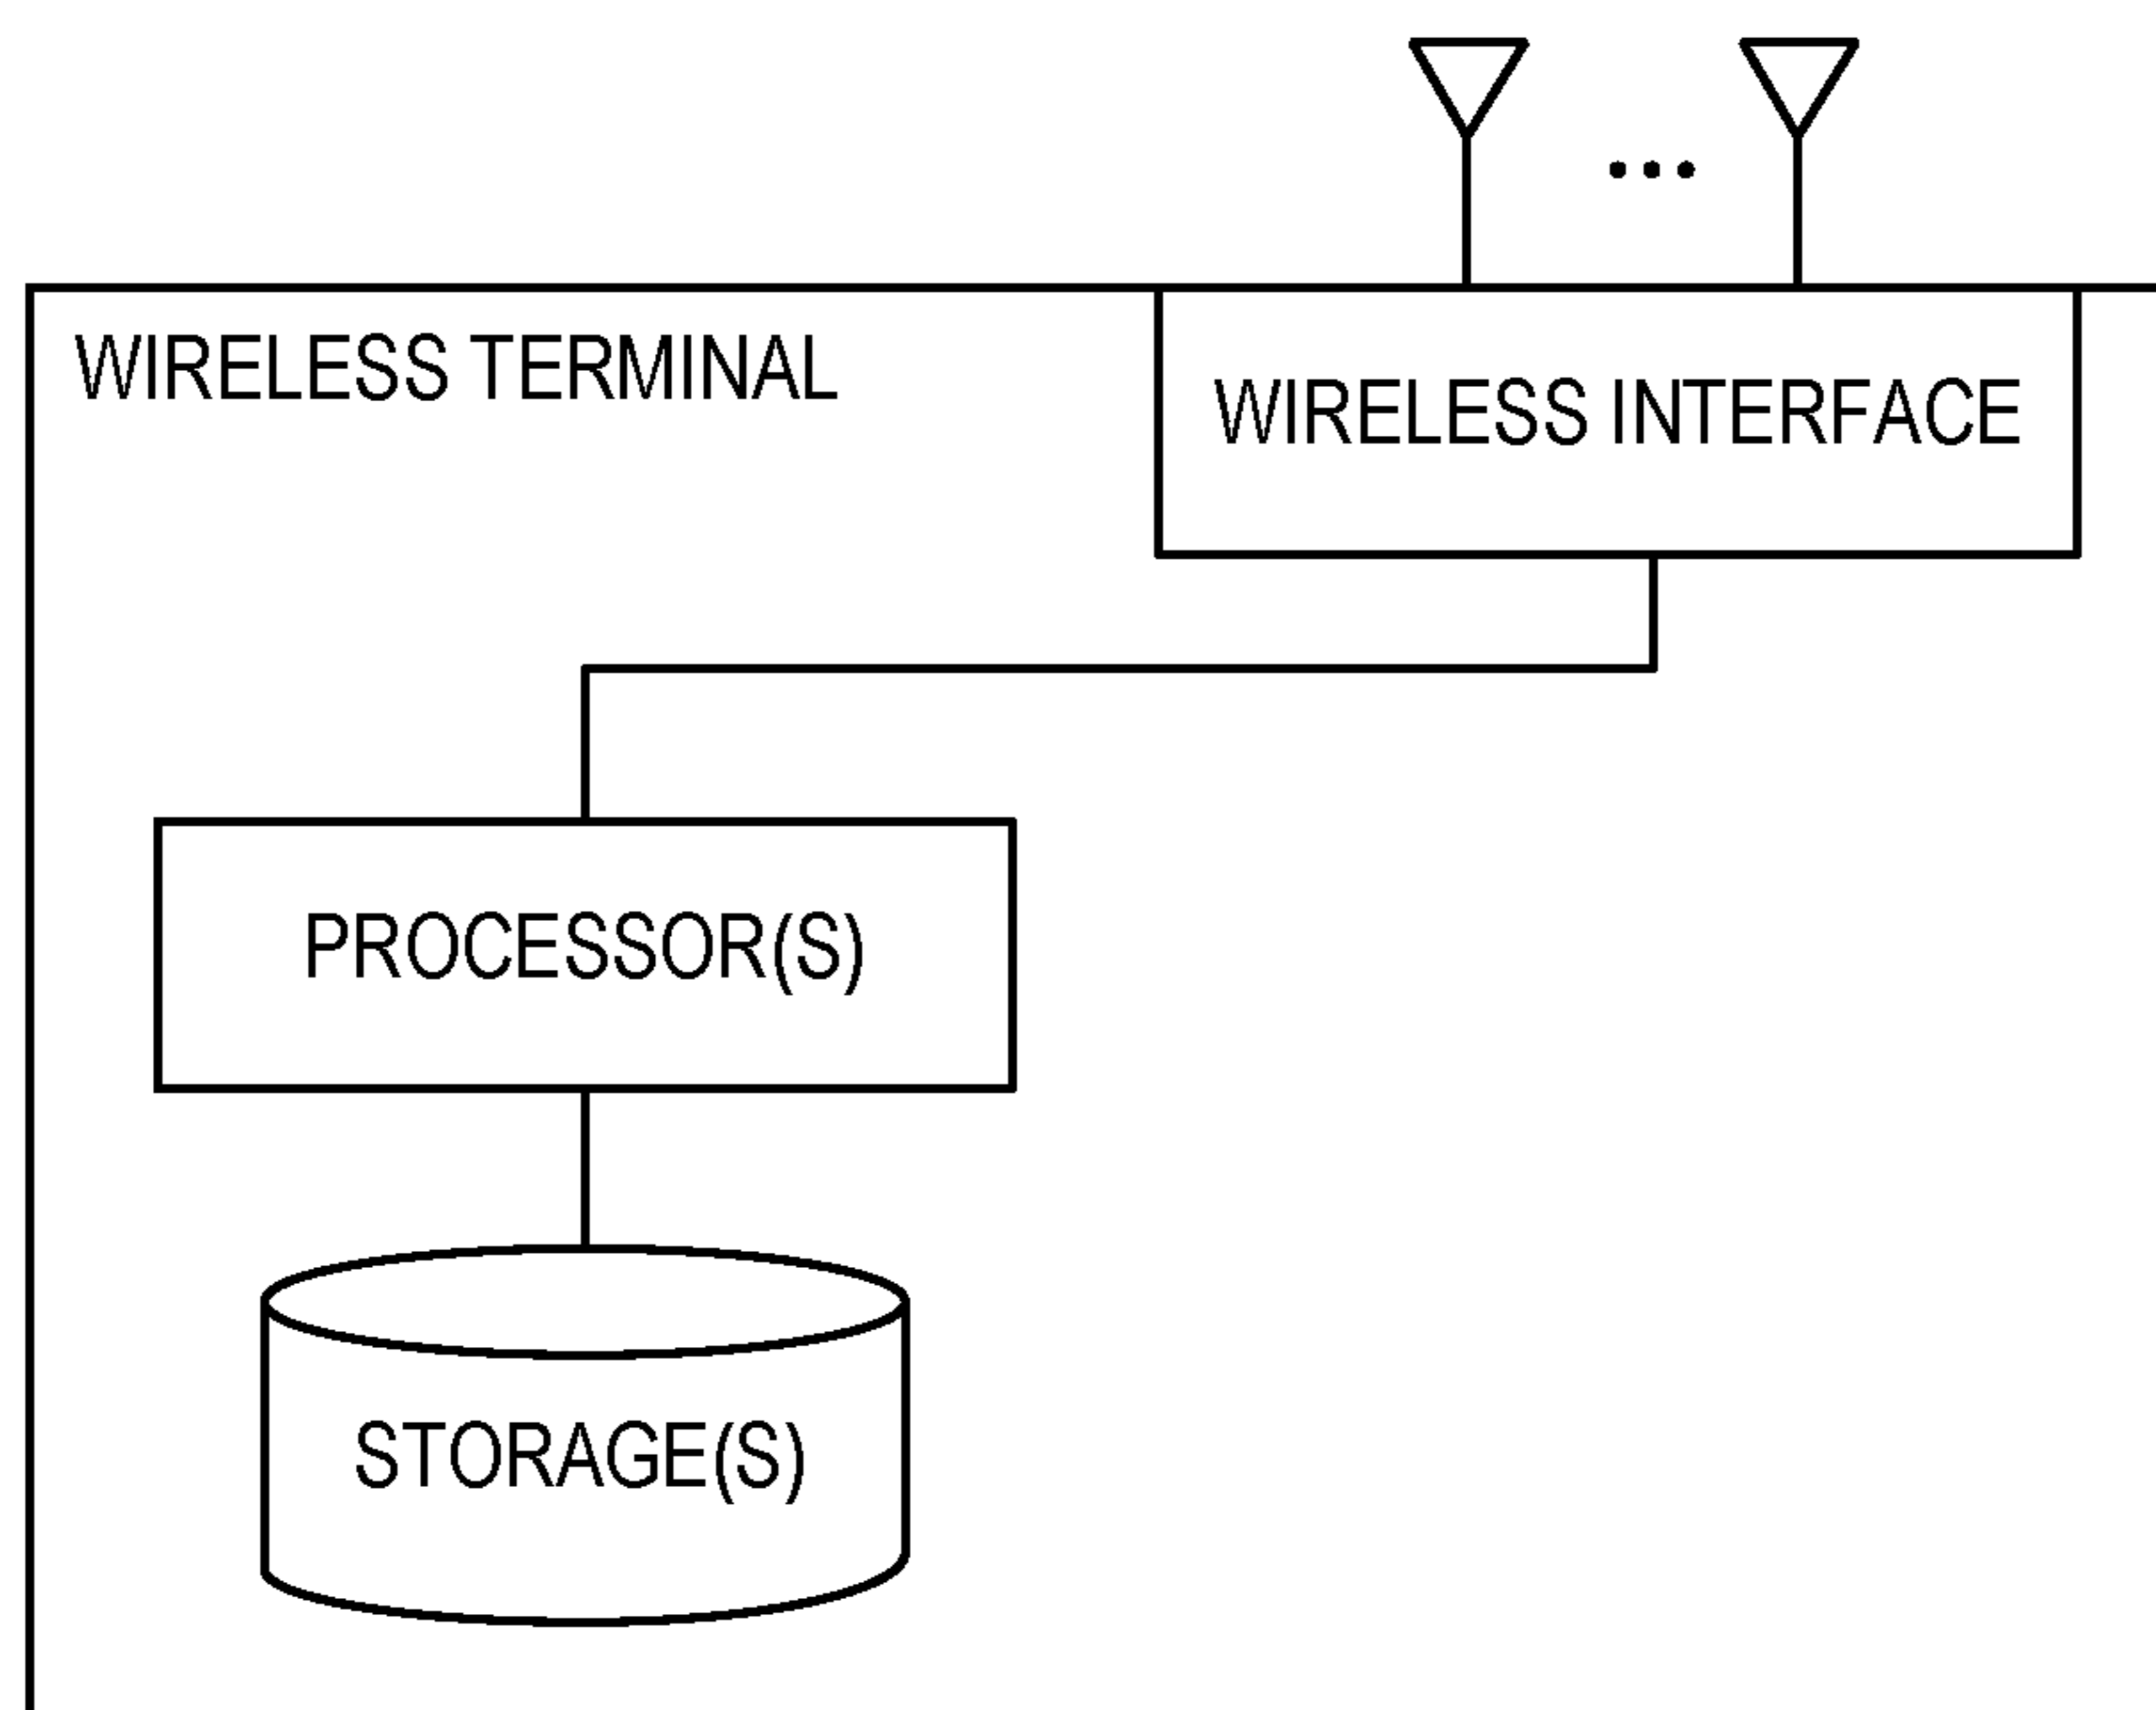 WIRELESS TERMINAL
WIRELESS INTERFACE
PROCESSOR(S)
STORAGE(S)